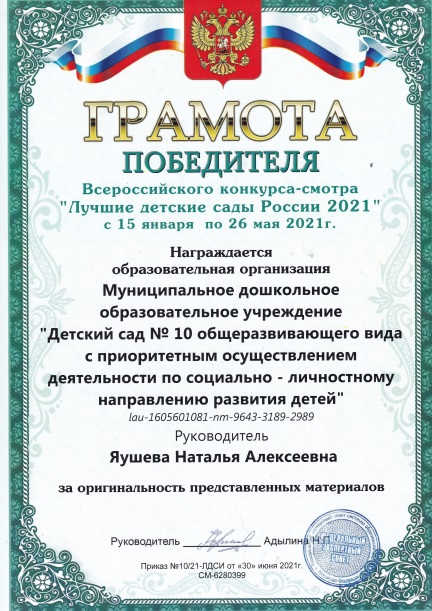 ГРАМОТА
ПОБЕДИТЕЛЯ
Всероссийского конкурса-смотра
"Лучшие детские сады России 2021"
с 15 января по 26 мая 2021г.
Награждается
образовательная организация
Муниципальное дошкольное
образовательное учреждение
"Детский сад № 10 общеразвивающего вида
с приоритетным осуществлением
деятельности по социально - личностному
направлению развития детей"
lau-1605601081-nm-9643-3189-2989
Руководитель
Яушева Наталья Алексеевна
за оригинальность представленных материалов
Руководитель Адылина Н.П.
ЭКСПЕРТНЫЙ
СОВЕТ
Приказ №10/21-ЛДСИ от «30» июня 2021г.
СМ-6280399